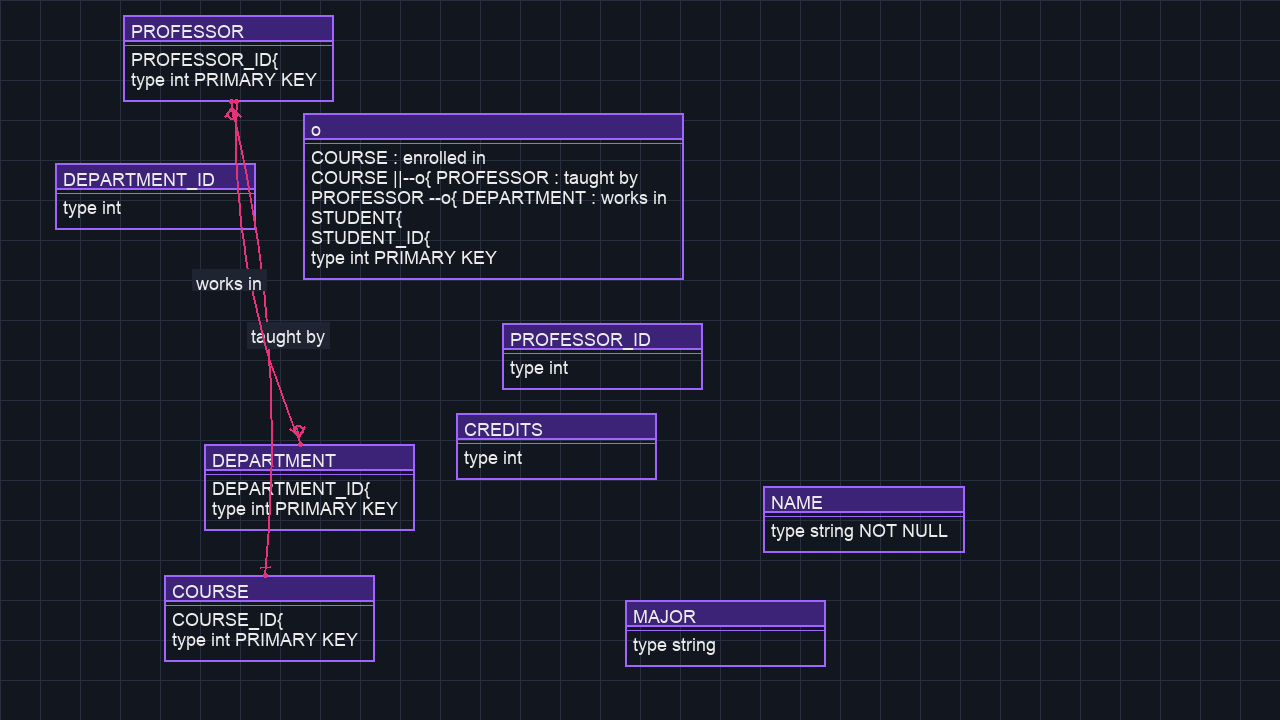 PROFESSOR
PROFESSOR_ID{
type int PRIMARY KEY
o
COURSE : enrolled in
COURSE ||--o{ PROFESSOR : taught by
PROFESSOR --o{ DEPARTMENT : works in
STUDENT{
STUDENT_ID{
type int PRIMARY KEY
DEPARTMENT_ID
type int
works in
taught by
PROFESSOR_ID
type int
CREDITS
type int
DEPARTMENT
DEPARTMENT_ID{
type int PRIMARY KEY
NAME
type string NOT NULL
COURSE
COURSE_ID{
type int PRIMARY KEY
MAJOR
type string